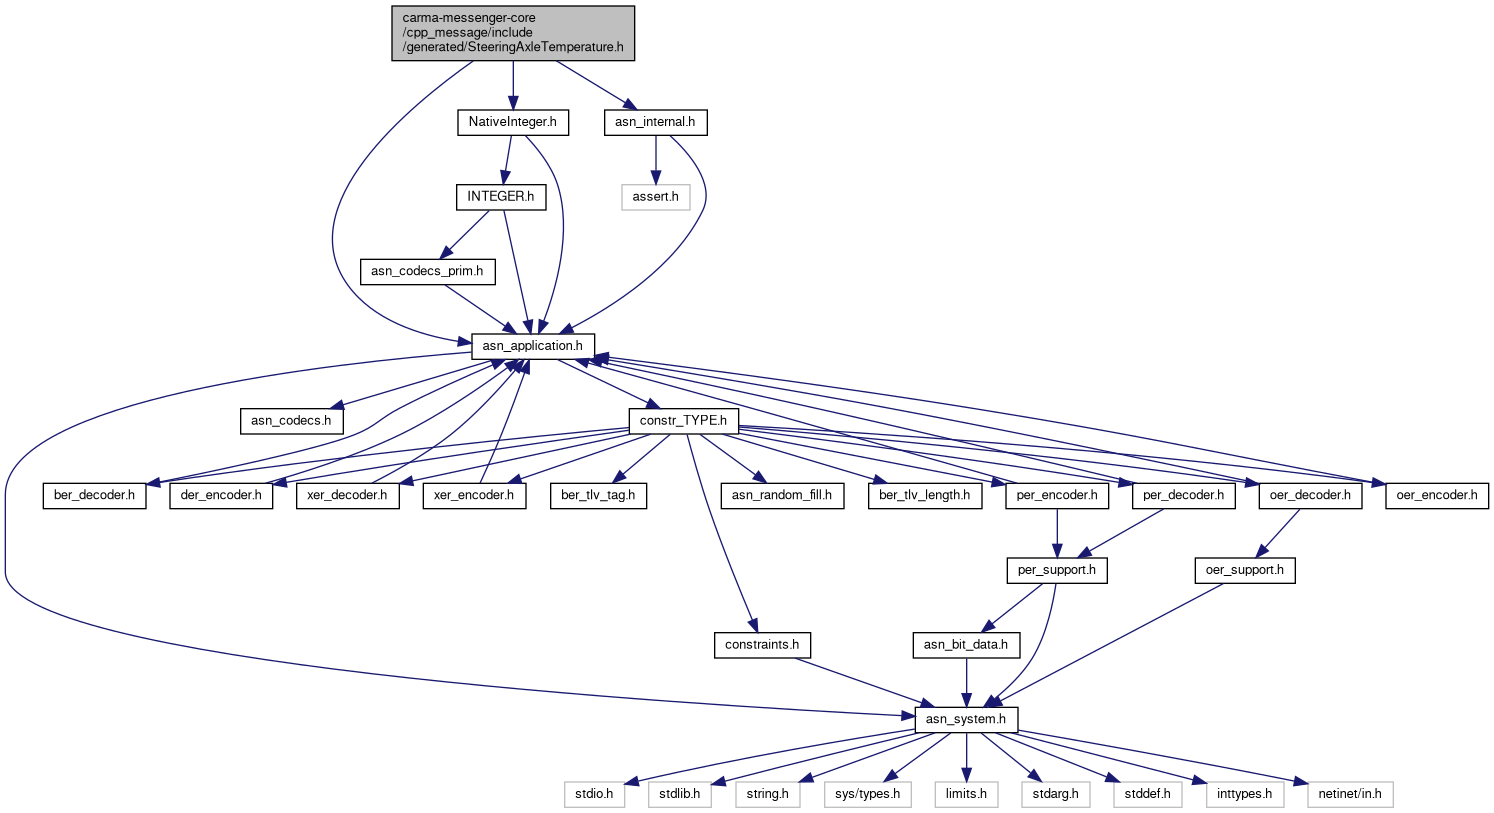 carma-messenger-core
/cpp_message/include
/generated/SteeringAxleTemperature.h
NativeInteger.h
asn_internal.h
INTEGER.h
assert.h
asn_codecs_prim.h
asn_application.h
asn_codecs.h
constr_TYPE.h
ber_decoder.h
der_encoder.h
xer_decoder.h
xer_encoder.h
ber_tlv_tag.h
asn_random_fill.h
ber_tlv_length.h
per_encoder.h
per_decoder.h
oer_decoder.h
oer_encoder.h
per_support.h
oer_support.h
constraints.h
asn_bit_data.h
asn_system.h
stdio.h
stdlib.h
string.h
sys/types.h
limits.h
stdarg.h
stddef.h
inttypes.h
netinet/in.h